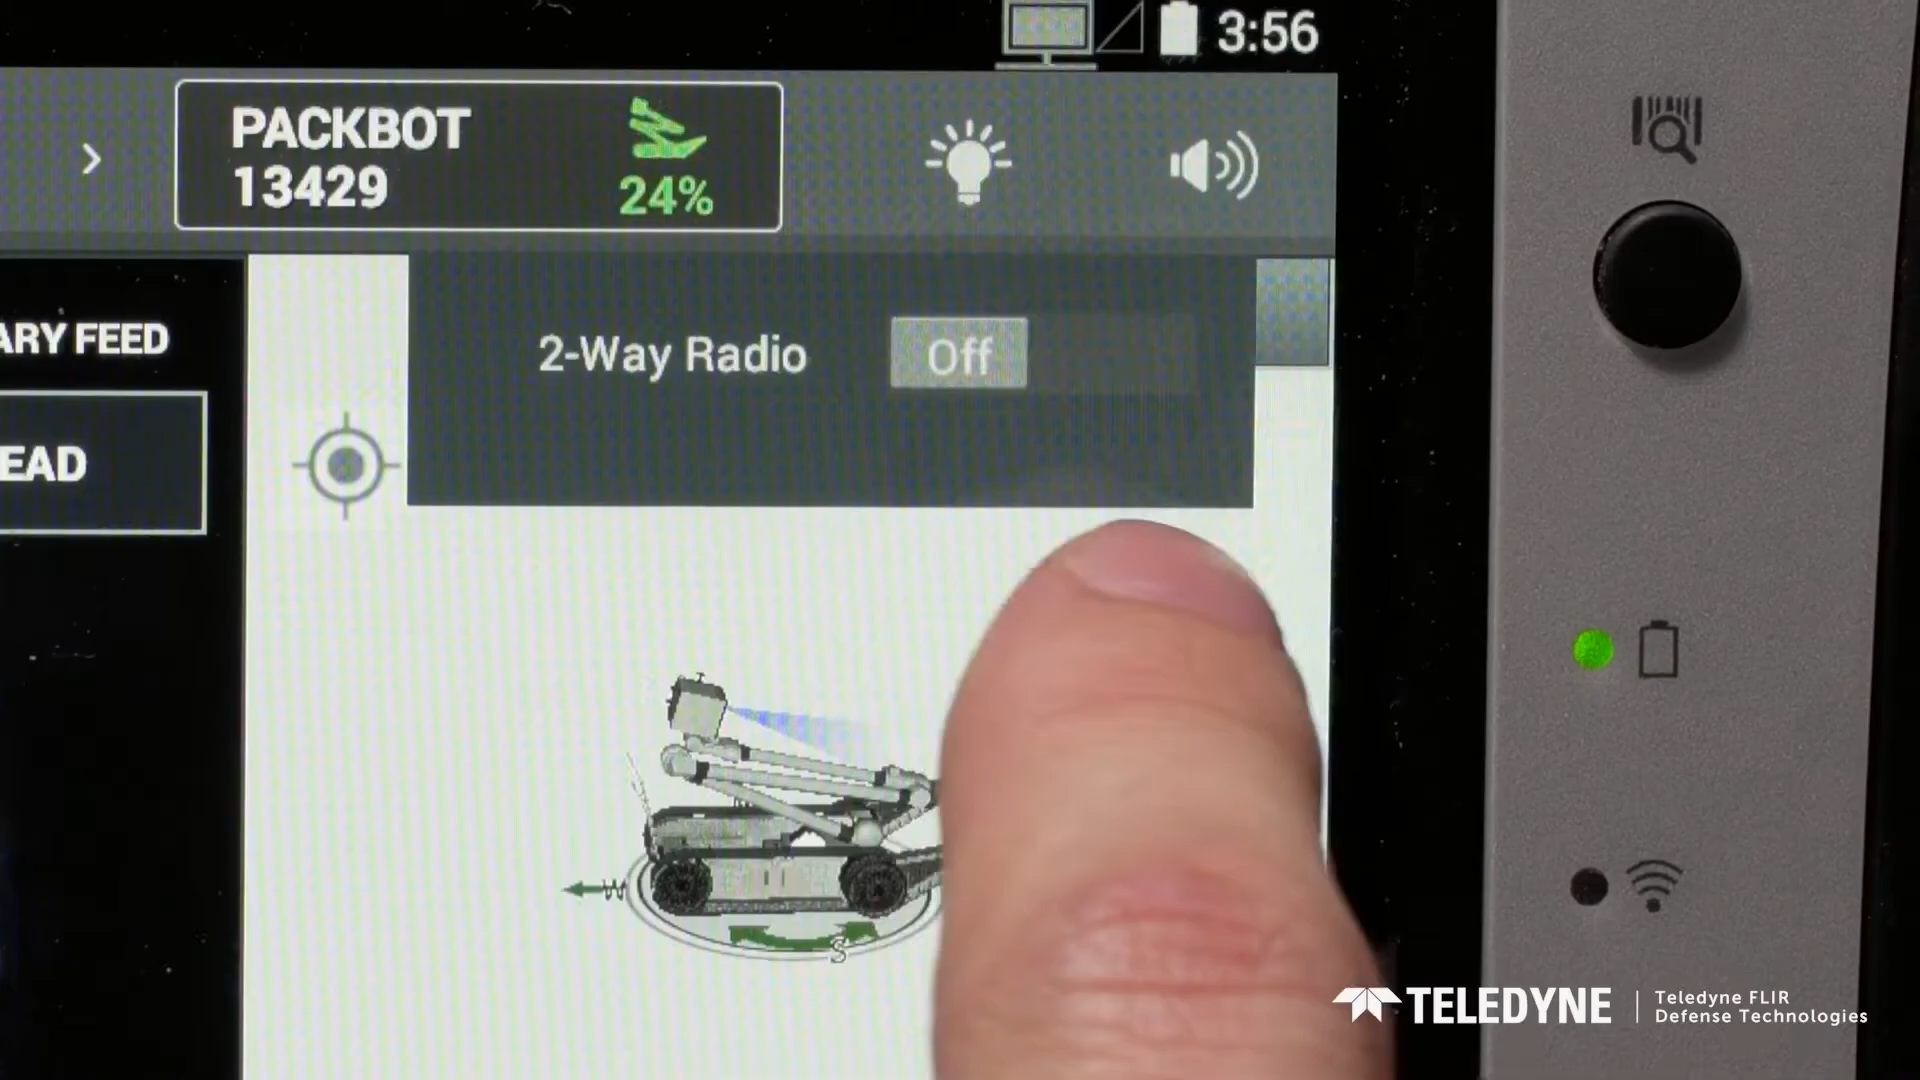 3:56
PACKBOT
13429
24%
ARY FEED
2-Way Radio
Off
EAD
W
S
TELEDYNE
Teledyne FLIR
Defense Technologies